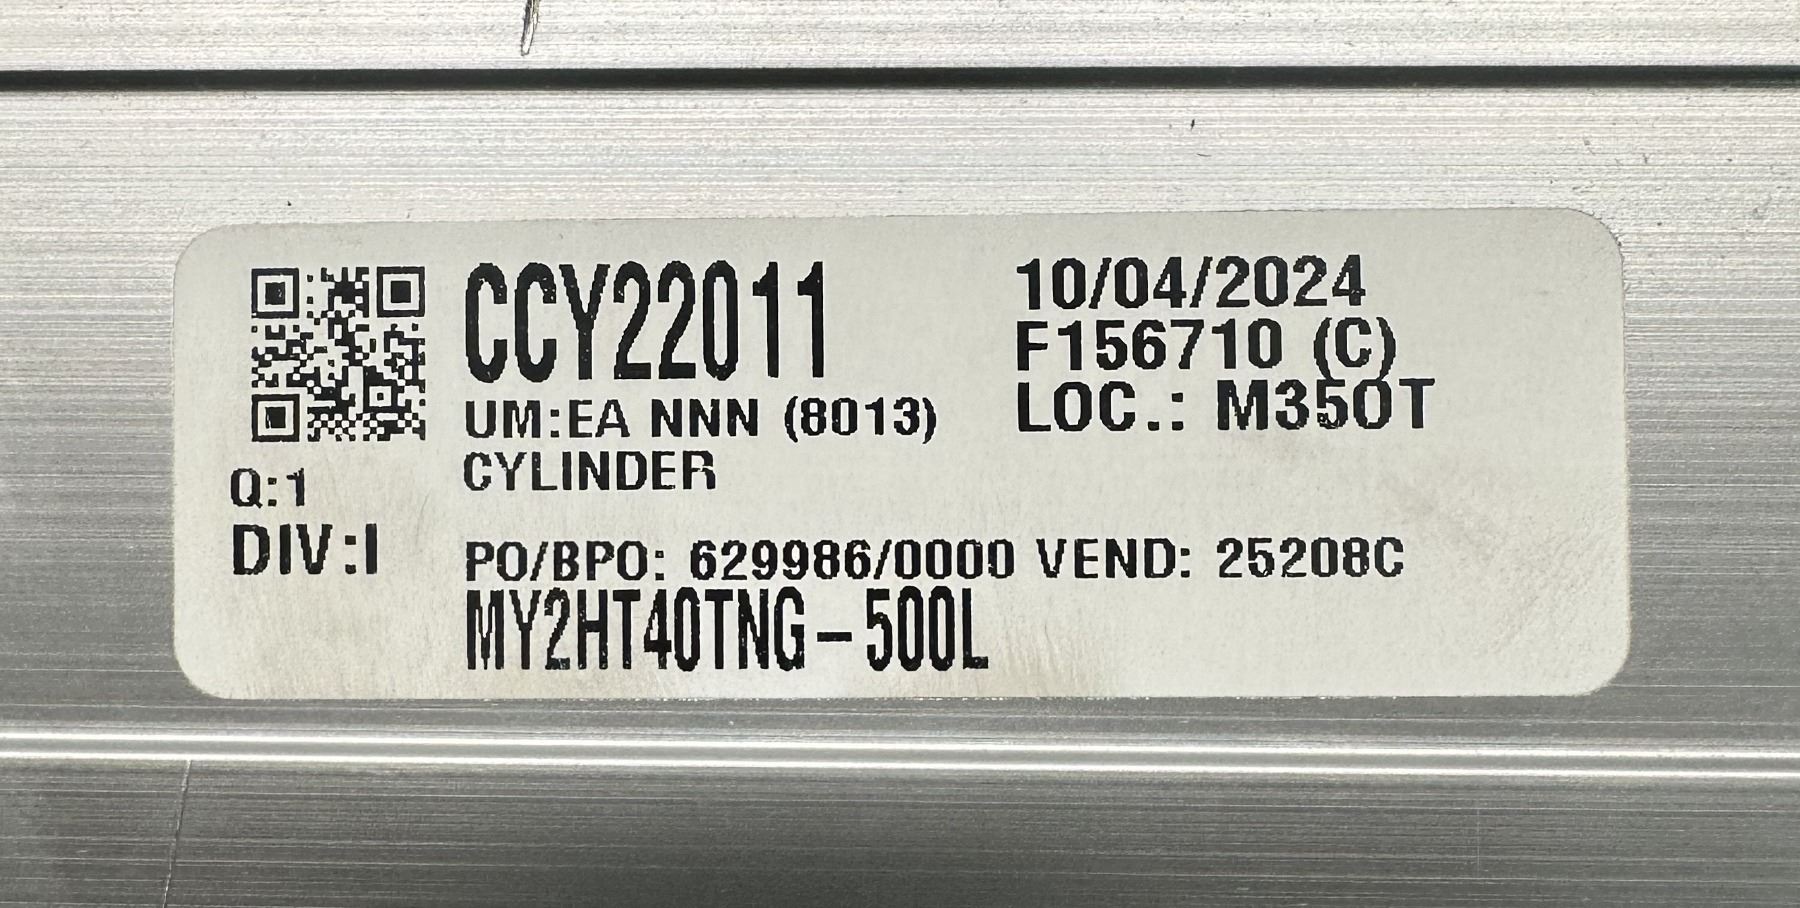 CCY22011
10/04/2024
F156710 (C)
UM:EA NNN (8013)
LOC.: M350T
CYLINDER
Q:1
DIV:I
PO/BPO: 629986/0000 VEND: 25208C
MY2HT40TNG-500L